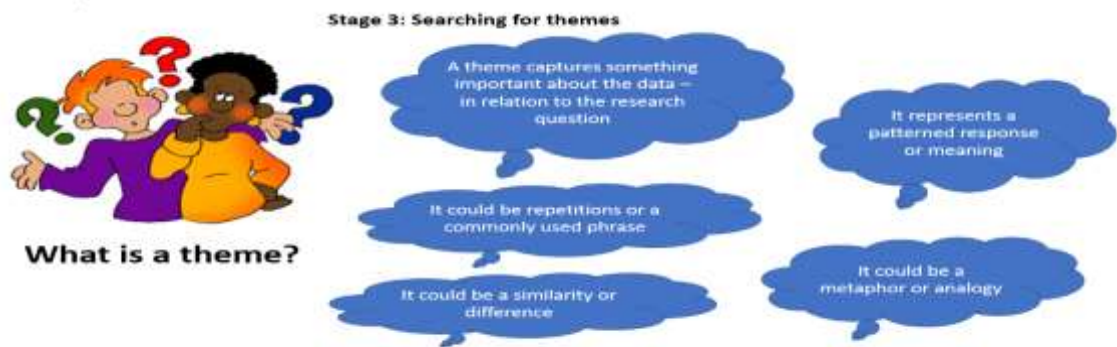 Stage 3: Searching for themes
A theme captures something
important about the data –
in relation to the research
question
It represents a
patterned response
or meaning
It could be repetitions or a
commonly used phrase
What is a theme?
It could be a
metaphor or analogy
It could be a similarity or
difference